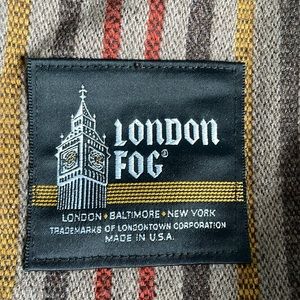 LONDON
FOG®
LONDON • BALTIMORE • NEW YORK
TRADEMARKS OF LONDONTOWN CORPORATION
MADE IN U.S.A.